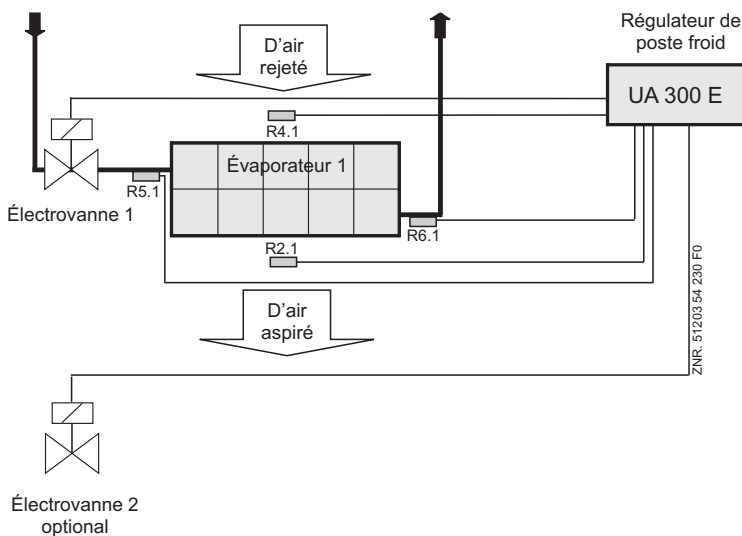 Régulateur de
poste froid
D'air
rejeté
UA 300 E
R4.1
Évaporateur 1
R5.1
Électrovanne 1
R6.1
R2.1
D'air
aspiré
ZNR. 51203 54 230 F0
Électrovanne 2
optional